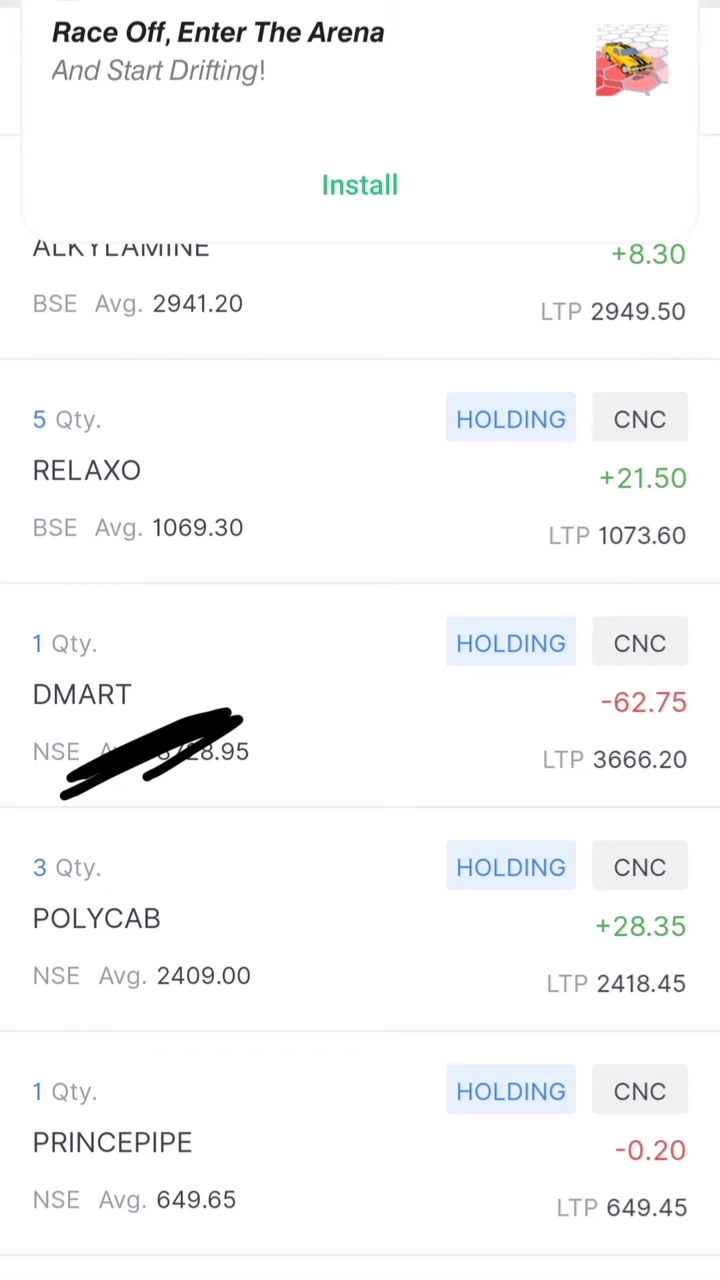 Race Off, Enter The Arena
And Start Drifting!
Install
ALKYLAMINE
+8.30
BSE Avg. 2941.20
LTP 2949.50
5 Qty.
HOLDING
CNC
RELAXO
+21.50
BSE Avg. 1069.30
LTP 1073.60
1 Qty.
HOLDING
CNC
DMART
-62.75
NSE
LTP 3666.20
3 Qty.
HOLDING
CNC
POLYCAB
+28.35
NSE Avg. 2409.00
LTP 2418.45
1 Qty.
HOLDING
CNC
PRINCEPIPE
-0.20
NSE Avg. 649.65
LTP 649.45